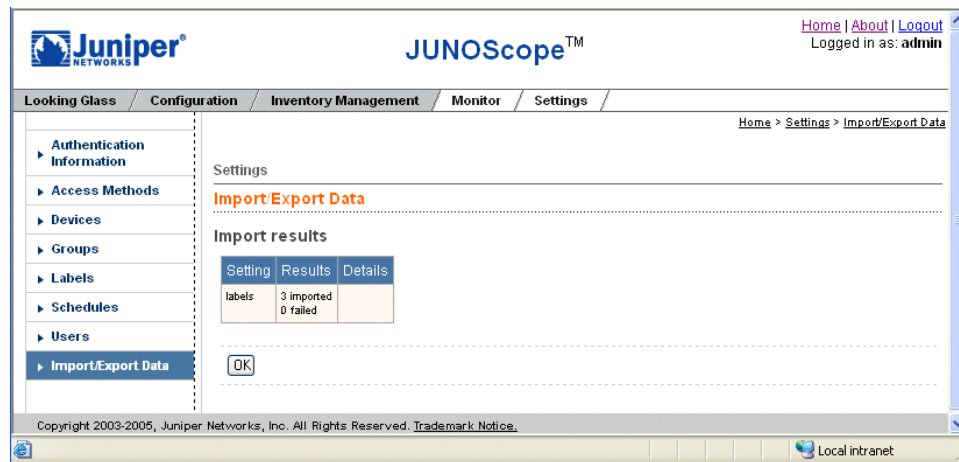 Home | About | Logout
Logged in as: admin
Juniper®
NETWORKS
JUNOScope™
Looking Glass / Configuration / Inventory Management / Monitor / Settings /
Home > Settings > Import/Export Data
Authentication
Information
Access Methods
Devices
Groups
Labels
Schedules
Users
Import/Export Data
Settings
Import/Export Data
Import results
Setting Results Details
labels 3 imported
0 failed
OK
Copyright 2003-2005, Juniper Networks, Inc. All Rights Reserved. Trademark Notice.
Local intranet